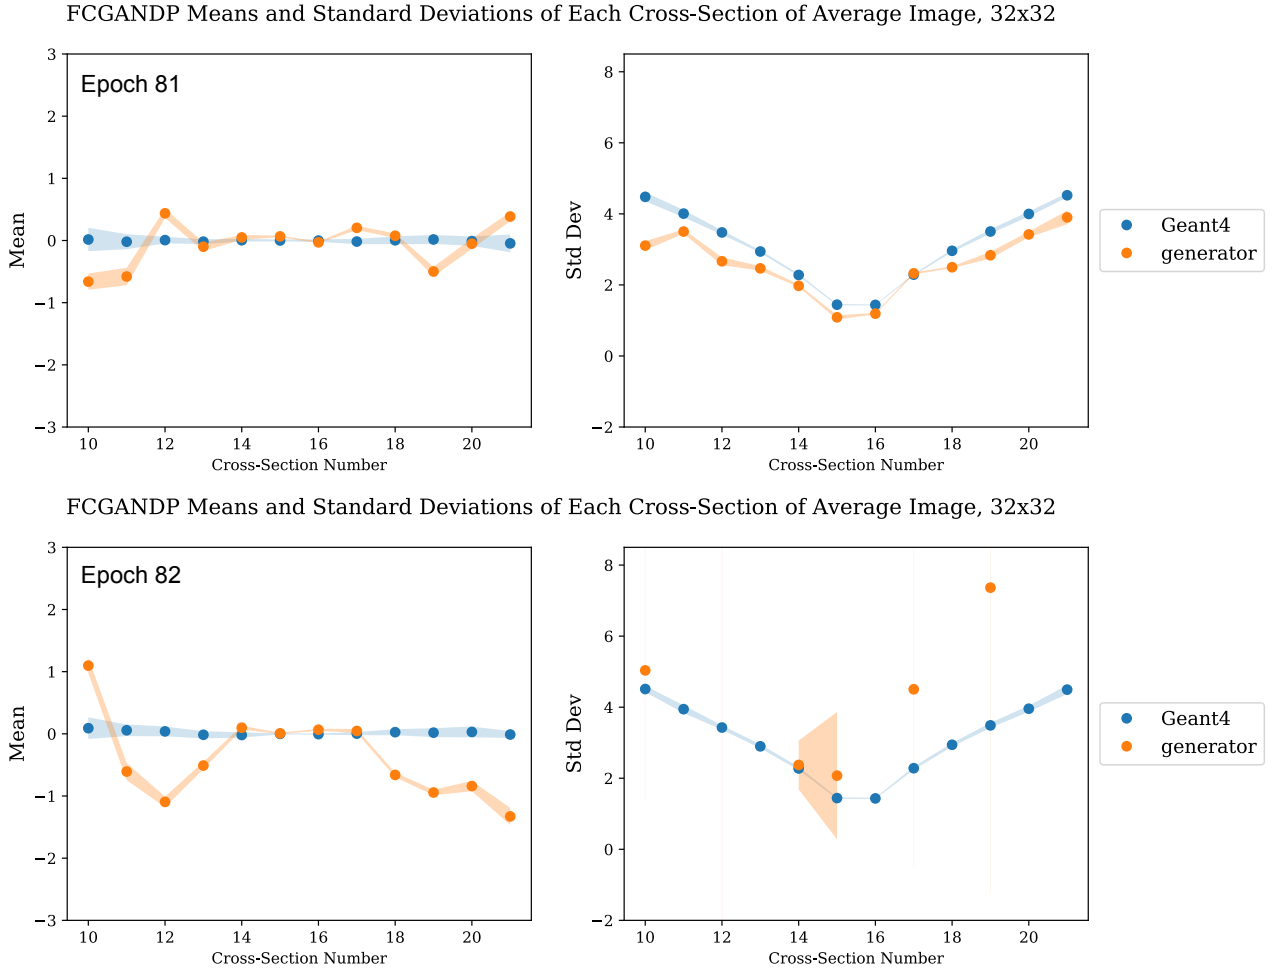 FCGANDP Means and Standard Deviations of Each Cross-Section of Average Image, 32x32
Epoch 81
Mean
3
2
1
0
−1
−2
−3
10 12 14 16 18 20
Cross-Section Number
Std Dev
8
6
4
2
0
−2
10 12 14 16 18 20
Cross-Section Number
Geant4
generator
FCGANDP Means and Standard Deviations of Each Cross-Section of Average Image, 32x32
Epoch 82
Mean
3
2
1
0
−1
−2
−3
10 12 14 16 18 20
Cross-Section Number
Std Dev
8
6
4
2
0
−2
10 12 14 16 18 20
Cross-Section Number
Geant4
generator